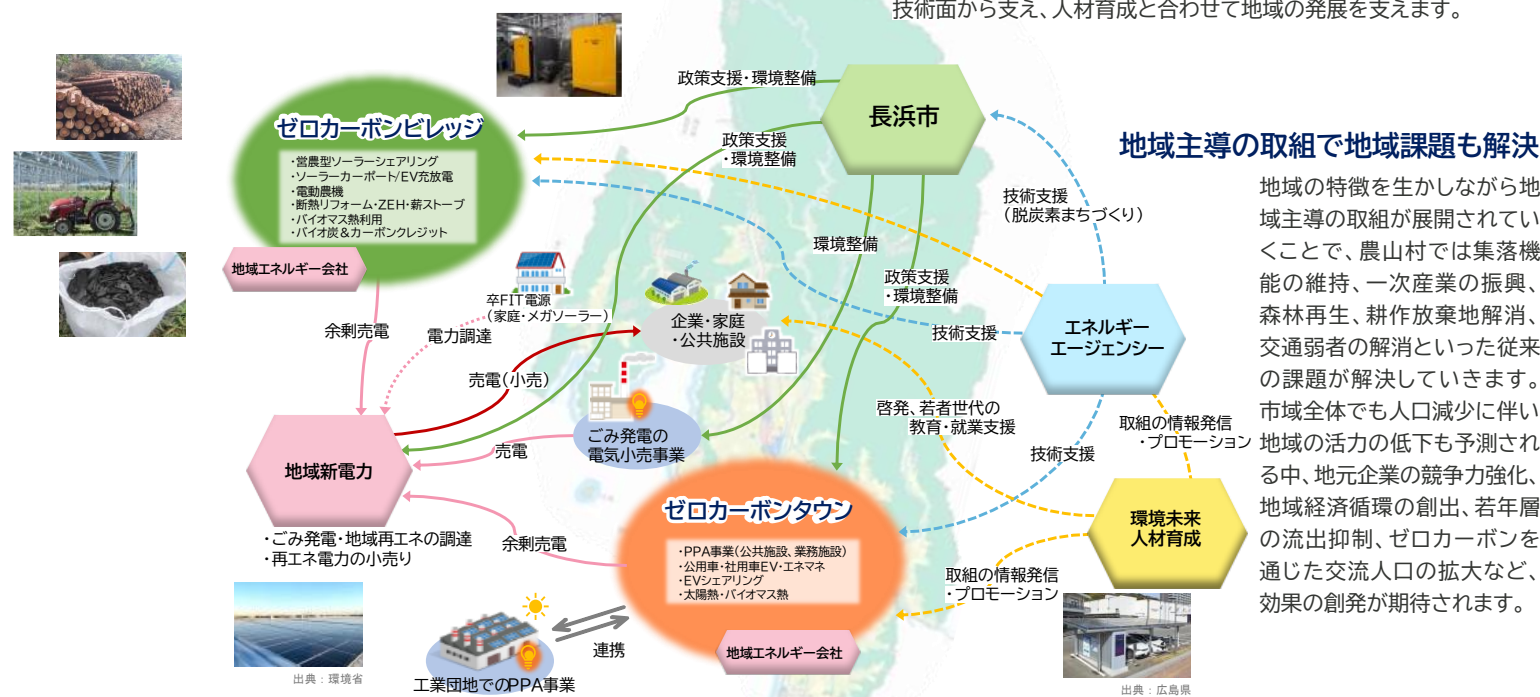 技術面から支え、人材育成と合わせて地域の発展を支えます。
政策支援・環境整備
長浜市
ゼロカーボンビレッジ
・営農型ソーラーシェアリング
・ソーラーカーポート/EV充放電
・電動農機
・断熱リフォーム・ZEH・薪ストーブ
・バイオマス熱利用
・バイオ炭&カーボンクレジット
地域エネルギー会社
政策支援
・環境整備
技術支援
（脱炭素まちづくり）
環境整備
政策支援
・環境整備
卒FIT電源
（家庭・メガソーラー）
余剰売電
電力調達
企業・家庭
・公共施設
技術支援
エネルギー
エージェンシー
売電（小売）
ごみ発電の
電気小売事業
売電
啓発、若者世代の
教育・就業支援
取組の情報発信
・プロモーション
技術支援
地域新電力
・ごみ発電・地域再エネの調達
・再エネ電力の小売り
余剰売電
ゼロカーボンタウン
・PPA事業（公共施設、業務施設）
・公用車・社用車EV・エネマネ
・EVシェアリング
・太陽熱・バイオマス熱
地域エネルギー会社
環境未来
人材育成
取組の情報発信
・プロモーション
連携
工業団地でのPPA事業
出典：環境省
出典：広島県
地域主導の取組で地域課題も解決
地域の特徴を生かしながら地
域主導の取組が展開されてい
くことで、農山村では集落機
能の維持、一次産業の振興、
森林再生、耕作放棄地解消、
交通弱者の解消といった従来
の課題が解決していきます。
市域全体でも人口減少に伴い
地域の活力の低下も予測され
る中、地元企業の競争力強化、
地域経済循環の創出、若年層
の流出抑制、ゼロカーボンを
通じた交流人口の拡大など、
効果の創発が期待されます。